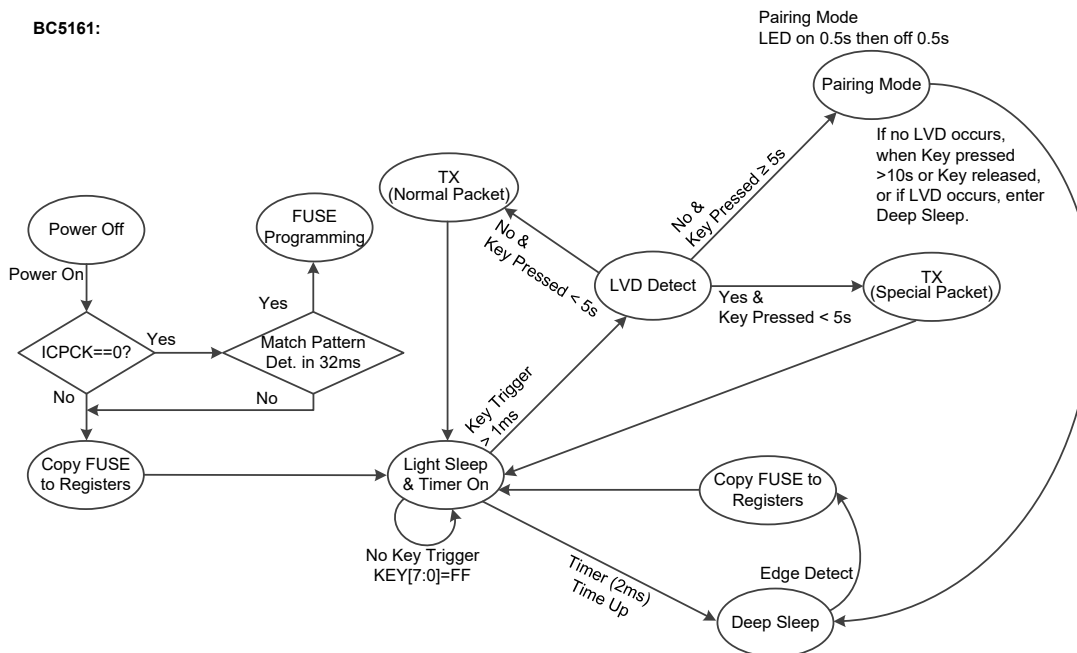 BC5161:
Pairing Mode
LED on 0.5s then off 0.5s
Pairing Mode
If no LVD occurs,
when Key pressed
>10s or Key released,
or if LVD occurs, enter
Deep Sleep.
No &
Key Pressed ≥ 5s
TX
(Normal Packet)
No &
Key Pressed < 5s
LVD Detect
Yes &
Key Pressed < 5s
TX
(Special Packet)
Power Off
Power On
FUSE
Programming
Yes
ICPCK==0?
Yes
Match Pattern
Det. in 32ms
No
No
Key Trigger
> 1ms
Copy FUSE
to Registers
Light Sleep
& Timer On
Copy FUSE to
Registers
No Key Trigger
KEY[7:0]=FF
Timer (2ms)
Time Up
Edge Detect
Deep Sleep